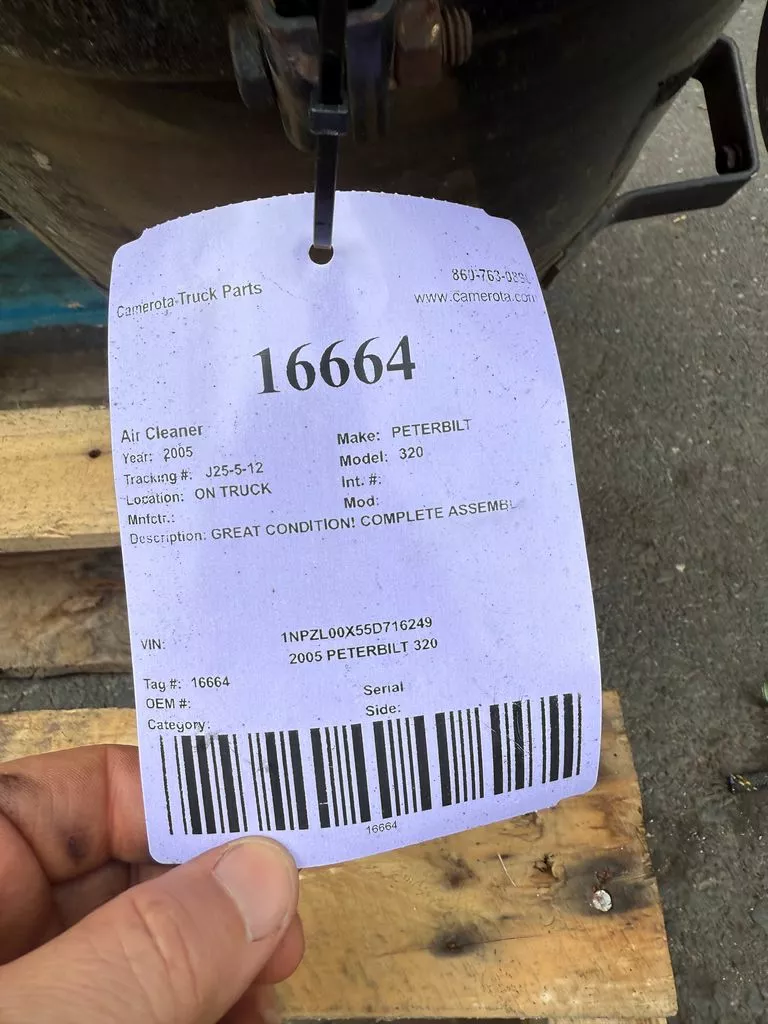 Camerota Truck Parts
860-763-089
www.camerota.com
16664
Air Cleaner
Year: 2005
Tracking #: J25-5-12
Location: ON TRUCK
Mnfctr.:
Make: PETERBILT
Model: 320
Int. #:
Mod:
Description: GREAT CONDITION! COMPLETE ASSEMBL
VIN: 1NPZL00X55D716249
2005 PETERBILT 320
Tag #: 16664
OEM #:
Category:
Serial
Side:
16664